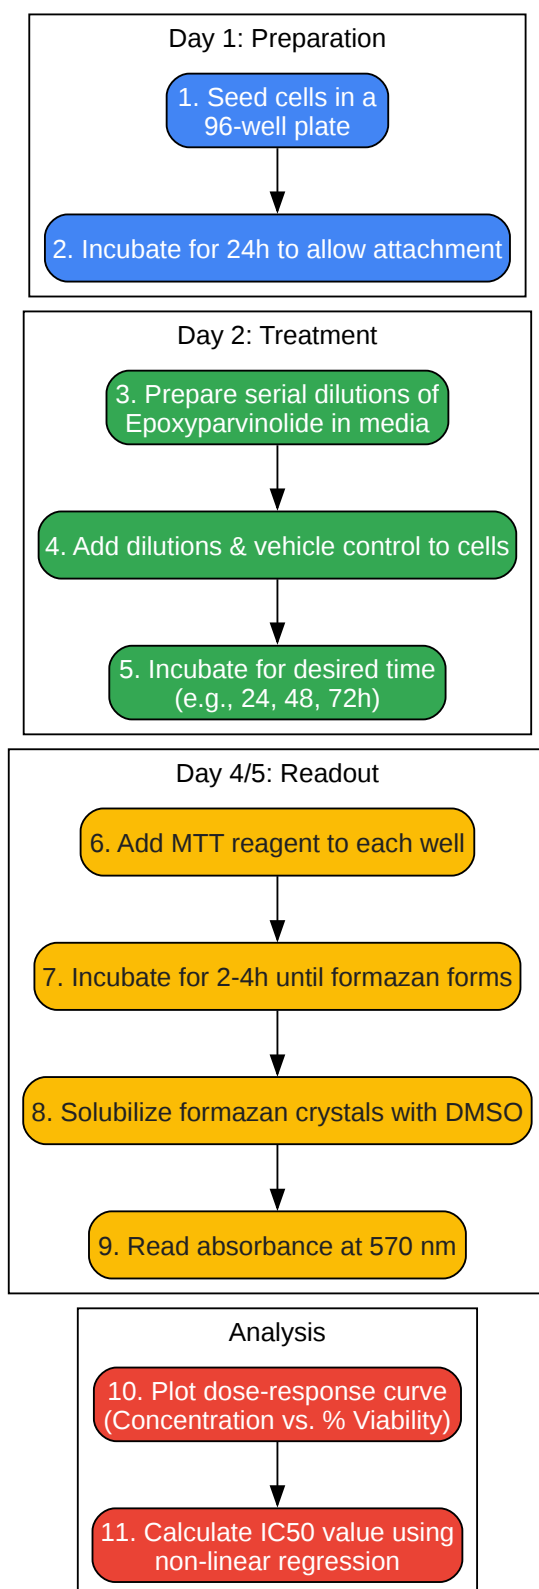 Day 1: Preparation
1. Seed cells in a
96-well plate
2. Incubate for 24h to allow attachment
Day 2: Treatment
3. Prepare serial dilutions of
Epoxyparvinolide in media
4. Add dilutions & vehicle control to cells
5. Incubate for desired time
(e.g., 24, 48, 72h)
Day 4/5: Readout
6. Add MTT reagent to each well
7. Incubate for 2-4h until formazan forms
8. Solubilize formazan crystals with DMSO
9. Read absorbance at 570 nm
Analysis
10. Plot dose-response curve
(Concentration vs. % Viability)
11. Calculate IC50 value using
non-linear regression